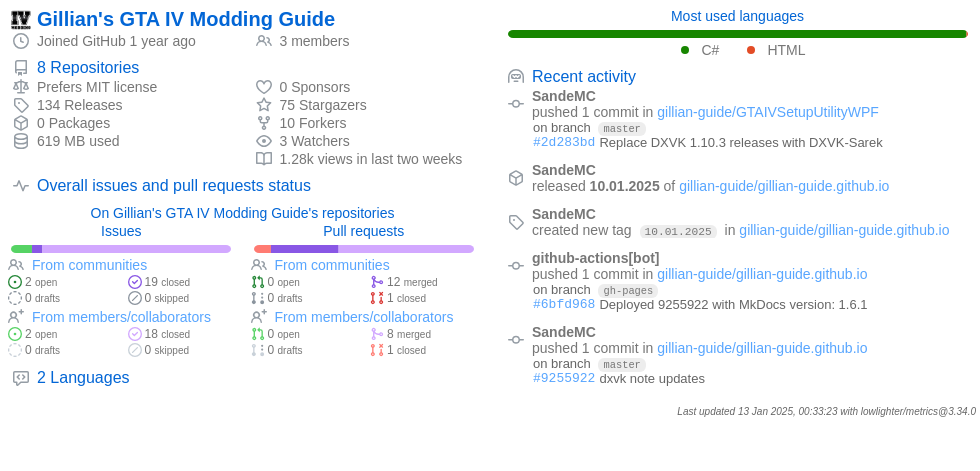 Gillian's GTA IV Modding Guide
Joined GitHub 1 year ago
3 members
8 Repositories
Prefers MIT license
134 Releases
0 Packages
619 MB used
0 Sponsors
75 Stargazers
10 Forkers
3 Watchers
1.28k views in last two weeks
Overall issues and pull requests status
On Gillian's GTA IV Modding Guide's repositories
Issues
From communities
2 open
19 closed
0 drafts
0 skipped
From members/collaborators
2 open
18 closed
0 drafts
0 skipped
Pull requests
From communities
0 open
12 merged
0 drafts
1 closed
From members/collaborators
0 open
8 merged
0 drafts
1 closed
2 Languages
Most used languages
C#
HTML
Recent activity
SandeMC
pushed 1 commit in gillian-guide/GTAIVSetupUtilityWPF
on branch master
#2d283bd Replace DXVK 1.10.3 releases with DXVK-Sarek
SandeMC
released 10.01.2025 of gillian-guide/gillian-guide.github.io
SandeMC
created new tag 10.01.2025 in gillian-guide/gillian-guide.github.io
github-actions[bot]
pushed 1 commit in gillian-guide/gillian-guide.github.io
on branch gh-pages
#6bfd968 Deployed 9255922 with MkDocs version: 1.6.1
SandeMC
pushed 1 commit in gillian-guide/gillian-guide.github.io
on branch master
#9255922 dxvk note updates
Last updated 13 Jan 2025, 00:33:23 with lowlighter/metrics@3.34.0